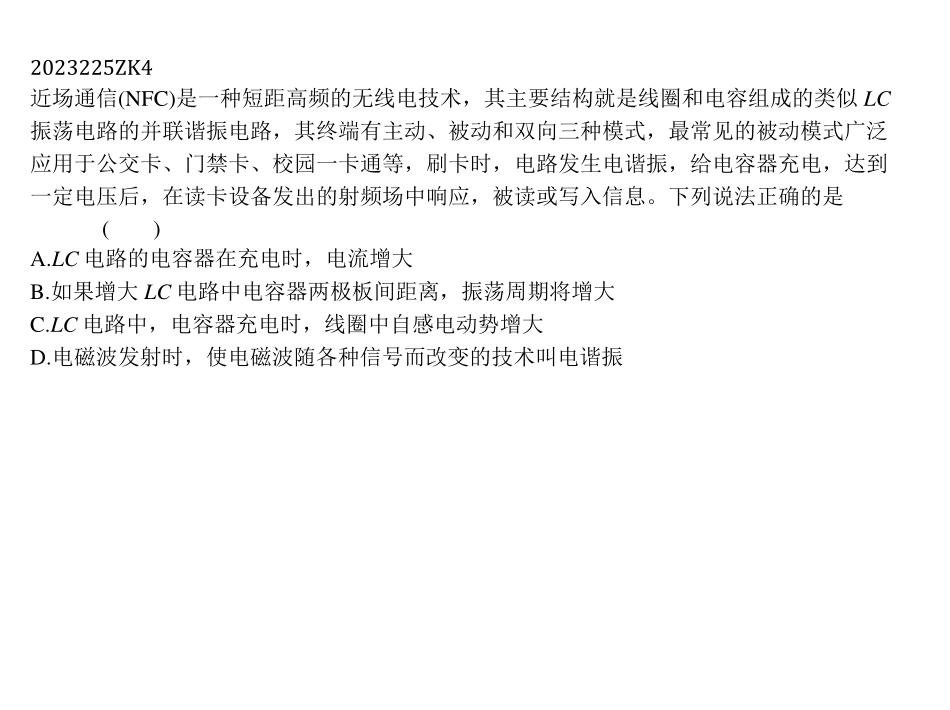 2023225ZK4
近场通信(NFC)是一种短距高频的无线电技术，其主要结构就是线圈和电容组成的类似 LC
振荡电路的并联谐振电路，其终端有主动、被动和双向三种模式，最常见的被动模式广泛
应用于公交卡、门禁卡、校园一卡通等，刷卡时，电路发生电谐振，给电容器充电，达到
一定电压后，在读卡设备发出的射频场中响应，被读或写入信息。下列说法正确的是
(　　)
A.LC 电路的电容器在充电时，电流增大
B.如果增大 LC 电路中电容器两极板间距离，振荡周期将增大
C.LC 电路中，电容器充电时，线圈中自感电动势增大
D.电磁波发射时，使电磁波随各种信号而改变的技术叫电谐振